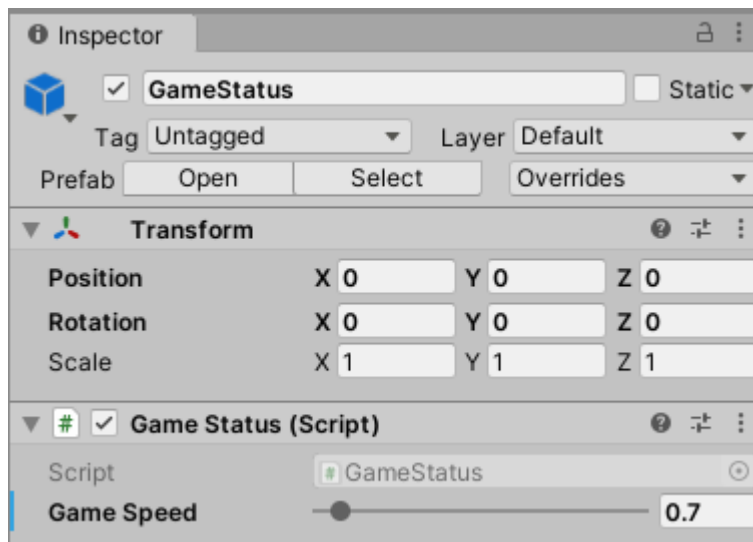 Inspector
GameStatus Static
Tag Untagged Layer Default
Prefab Open Select Overrides
Transform
Position X 0 Y 0 Z 0
Rotation X 0 Y 0 Z 0
Scale X 1 Y 1 Z 1
# Game Status (Script)
Script # GameStatus
Game Speed 0.7